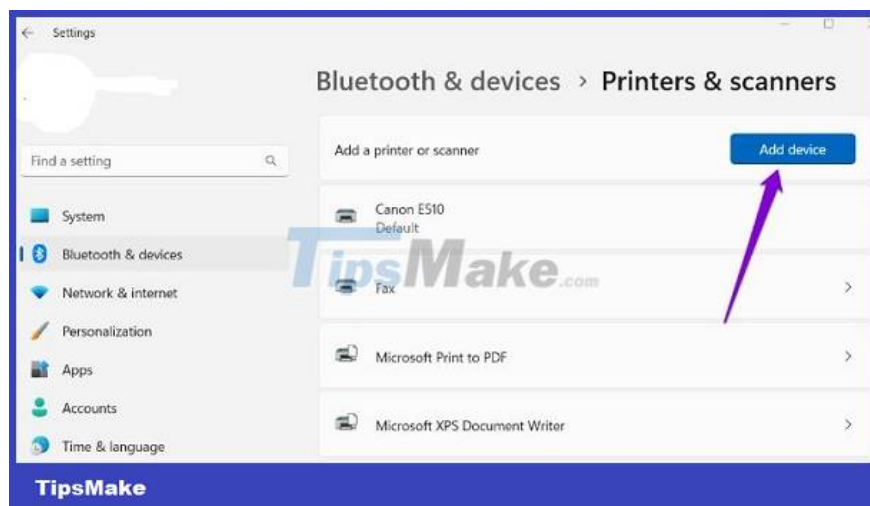 Settings
Bluetooth & devices > Printers & scanners
Find a setting
Add a printer or scanner
Add device
System
Canon E510
Default
Bluetooth & devices
TipsMake.com
Network & internet
Fax
Personalization
Microsoft Print to PDF
Apps
Accounts
Microsoft XPS Document Writer
Time & language
TipsMake